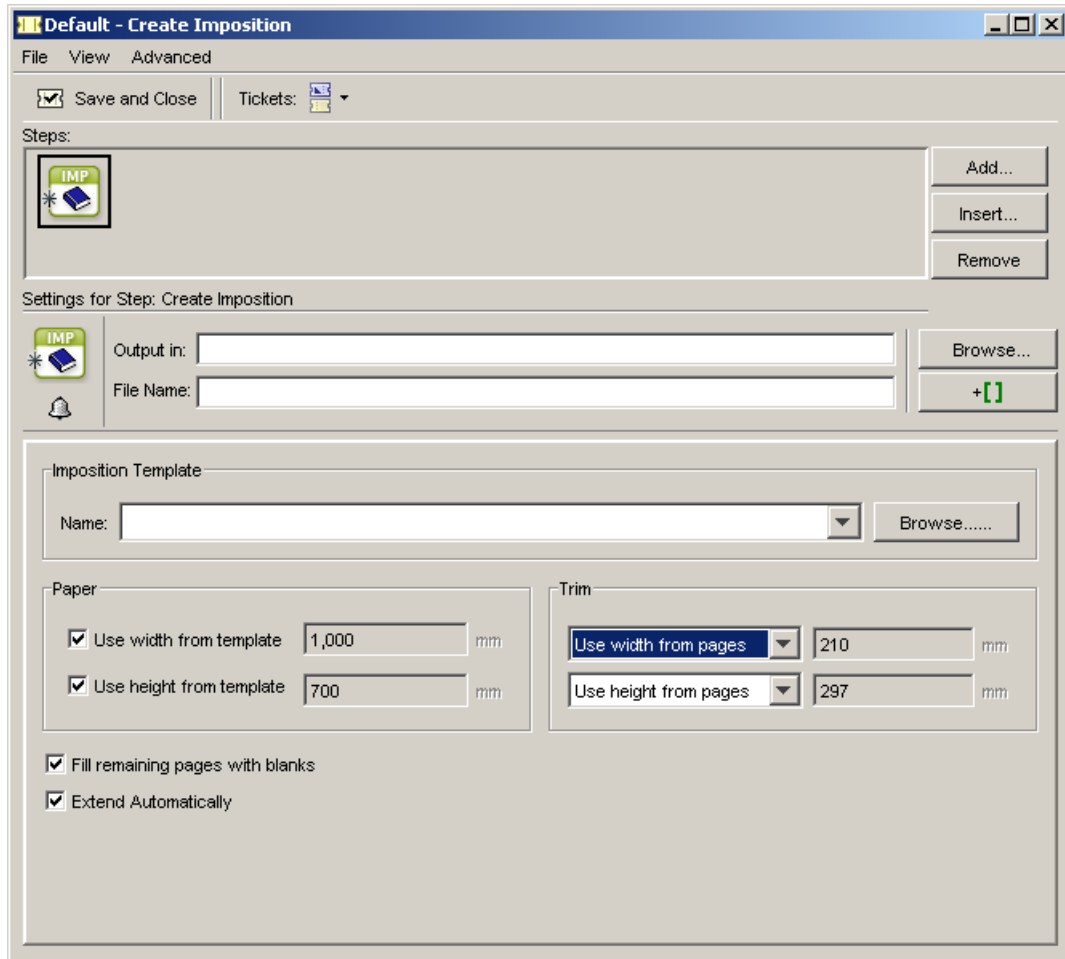 Default - Create Imposition
File View Advanced
Save and Close Tickets:
Steps:
IMP
Add...
Insert...
Remove
Settings for Step: Create Imposition
IMP
Output in: Browse...
File Name: +[]
Imposition Template
Name: Browse......
Paper Trim
Use width from template 1,000 mm Use width from pages 210 mm
Use height from template 700 mm Use height from pages 297 mm
Fill remaining pages with blanks
Extend Automatically